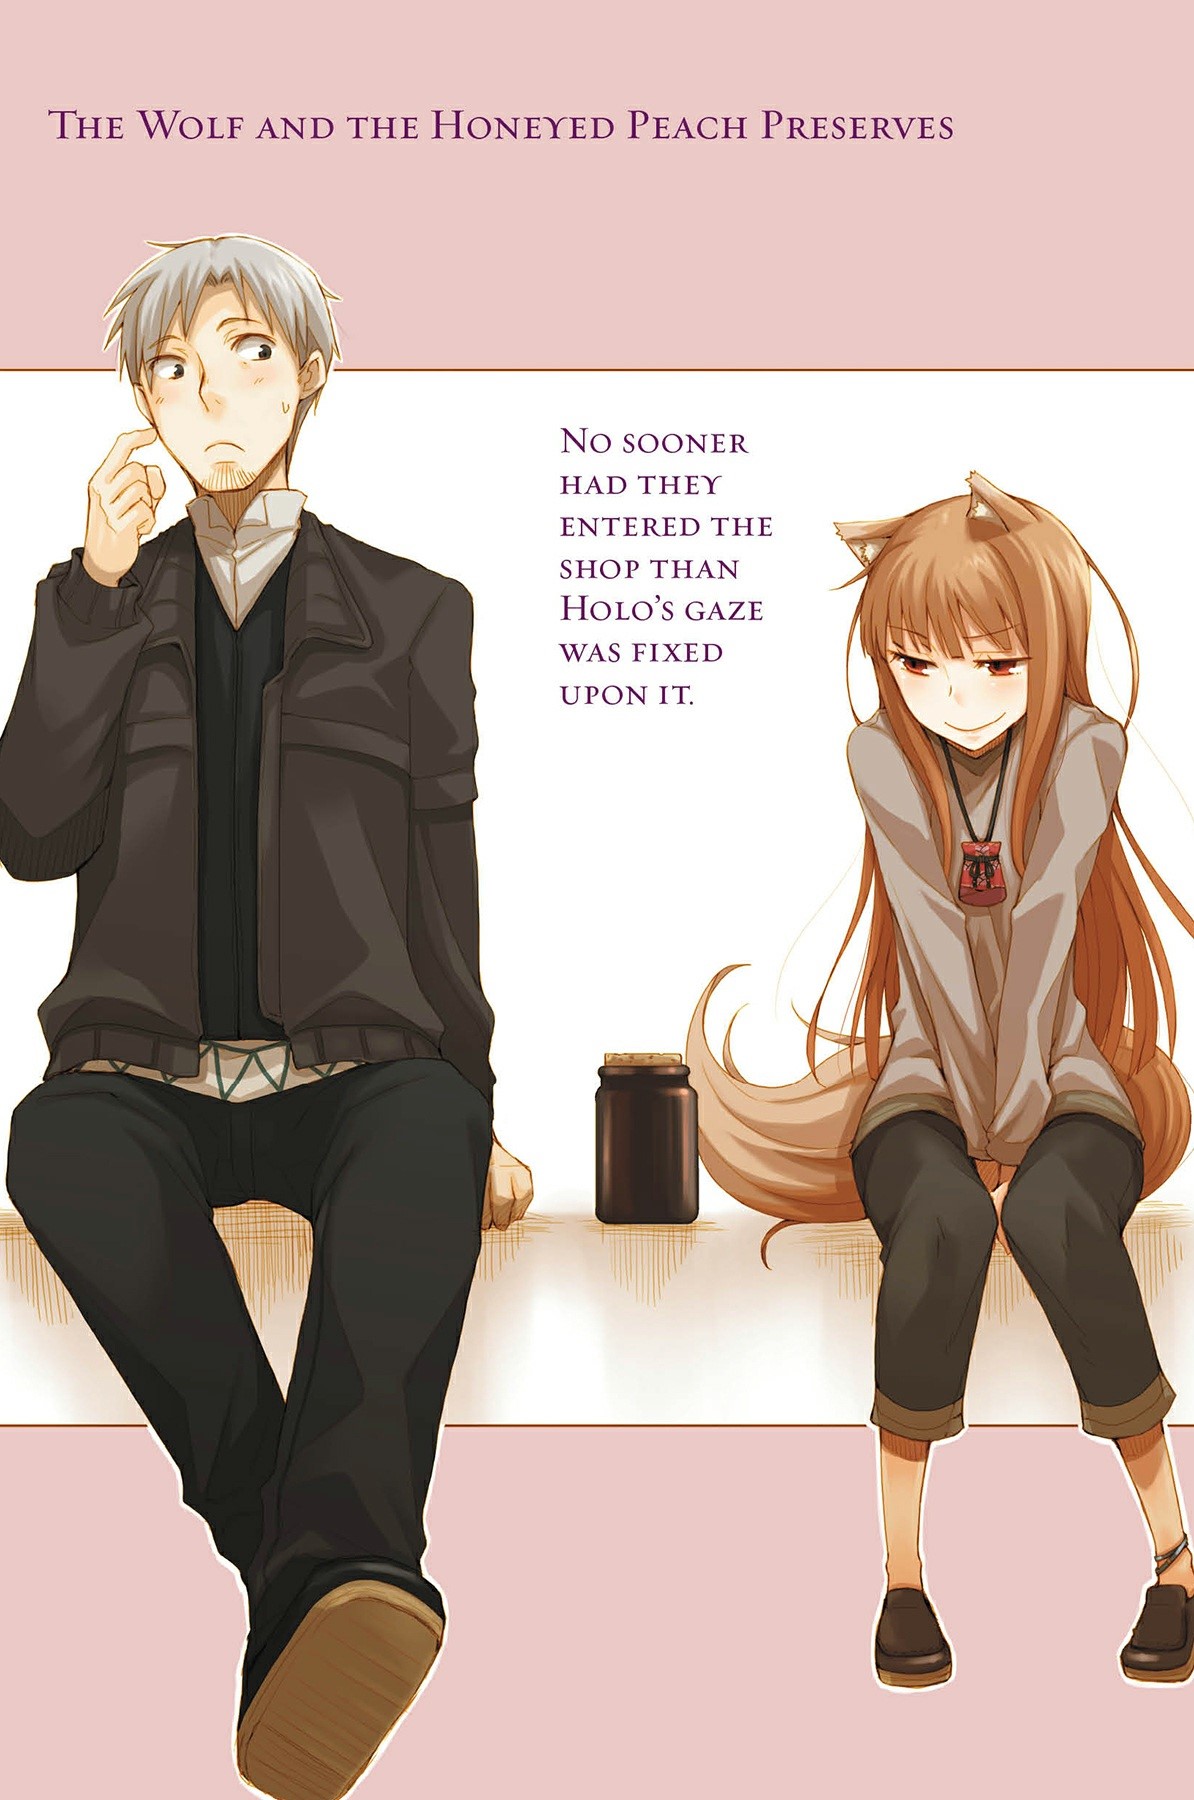 The Wolf and the Honeyed Peach Preserves
No sooner
had they
entered the
shop than
Holo’s gaze
was fixed
upon it.